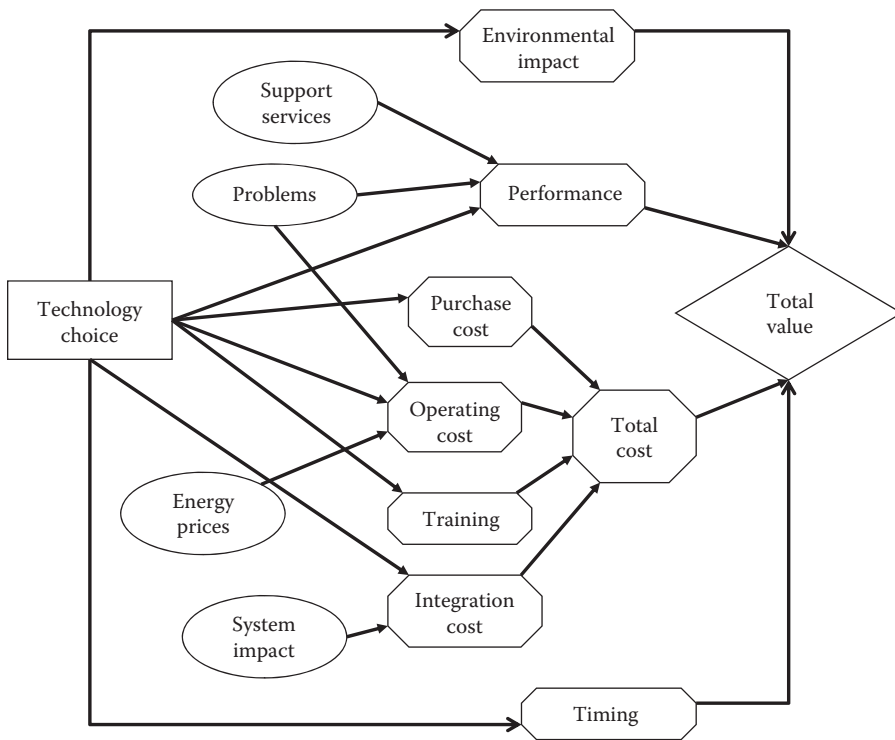 Environmental
impact
Support
services
Problems
Performance
Technology
choice
Purchase
cost
Total
value
Operating
cost
Total
cost
Energy
prices
Training
System
impact
Integration
cost
Timing